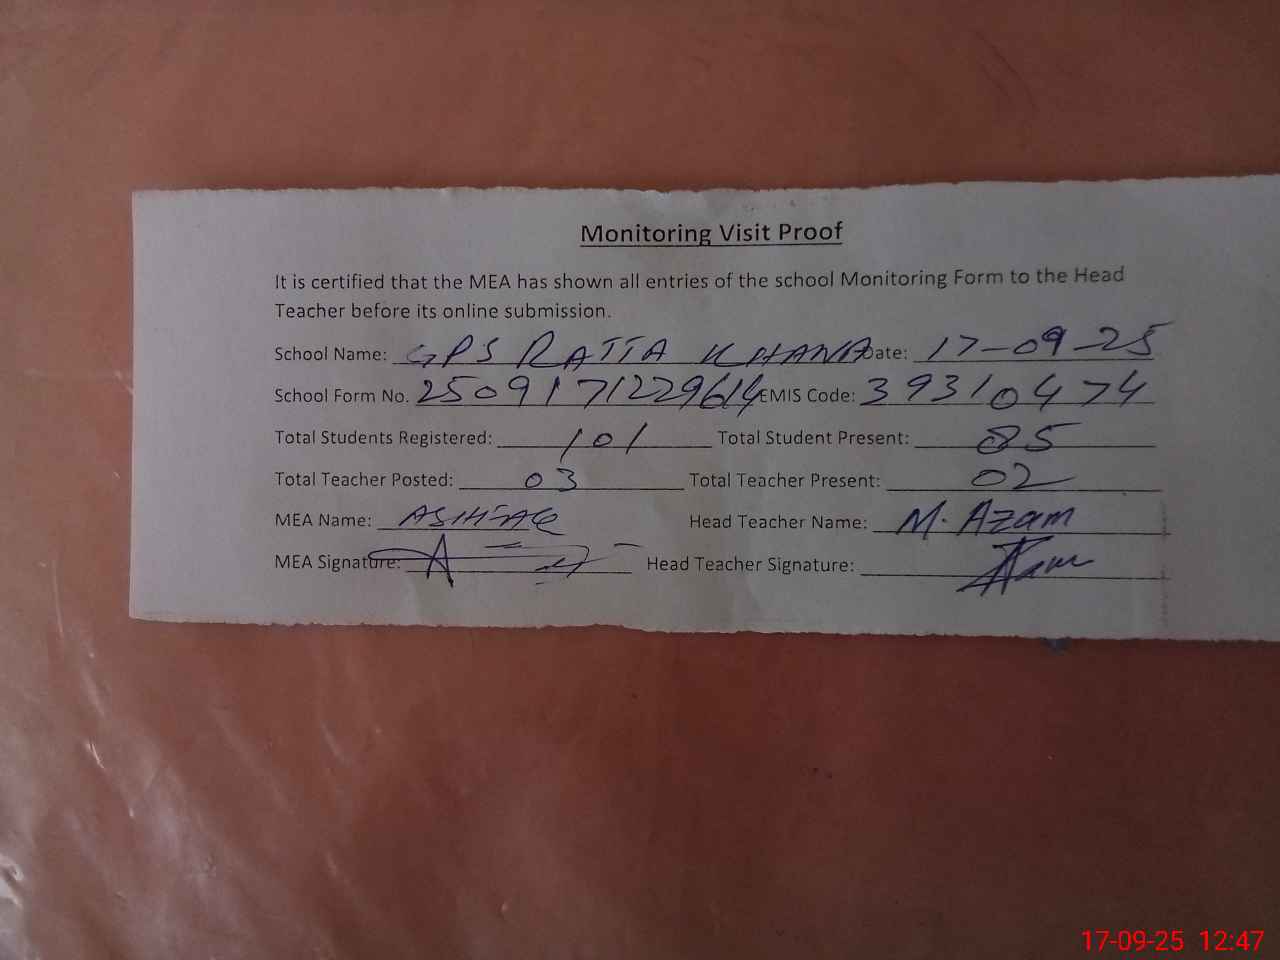 Monitoring Visit Proof
It is certified that the MEA has shown all entries of the school Monitoring Form to the Head
Teacher before its online submission.
School Name: GPS RATTA KHANA Date: 17-09-25
School Form No. 2509171229614 EMIS Code: 39310474
Total Students Registered: 101 Total Student Present: 85
Total Teacher Posted: 03 Total Teacher Present: 02
MEA Name: ASHFAQ Head Teacher Name: M. Azam
MEA Signature: Head Teacher Signature: Azam
17-09-25 12:47